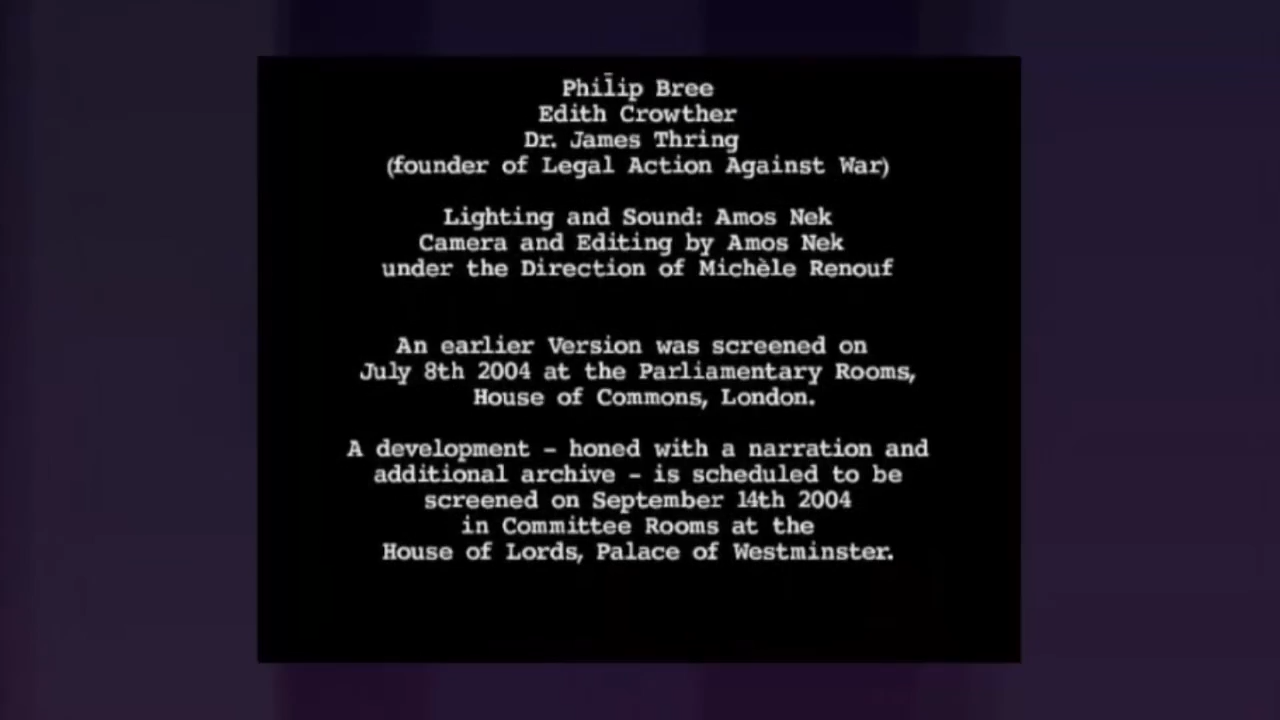 Philip Bree
Edith Crowther
Dr. James Thring
(founder of Legal Action Against War)
Lighting and Sound: Amos Nek
Camera and Editing by Amos Nek
under the Direction of Michèle Renouf
An earlier Version was screened on
July 8th 2004 at the Parliamentary Rooms,
House of Commons, London.
A development - honed with a narration and
additional archive - is scheduled to be
screened on September 14th 2004
in Committee Rooms at the
House of Lords, Palace of Westminster.